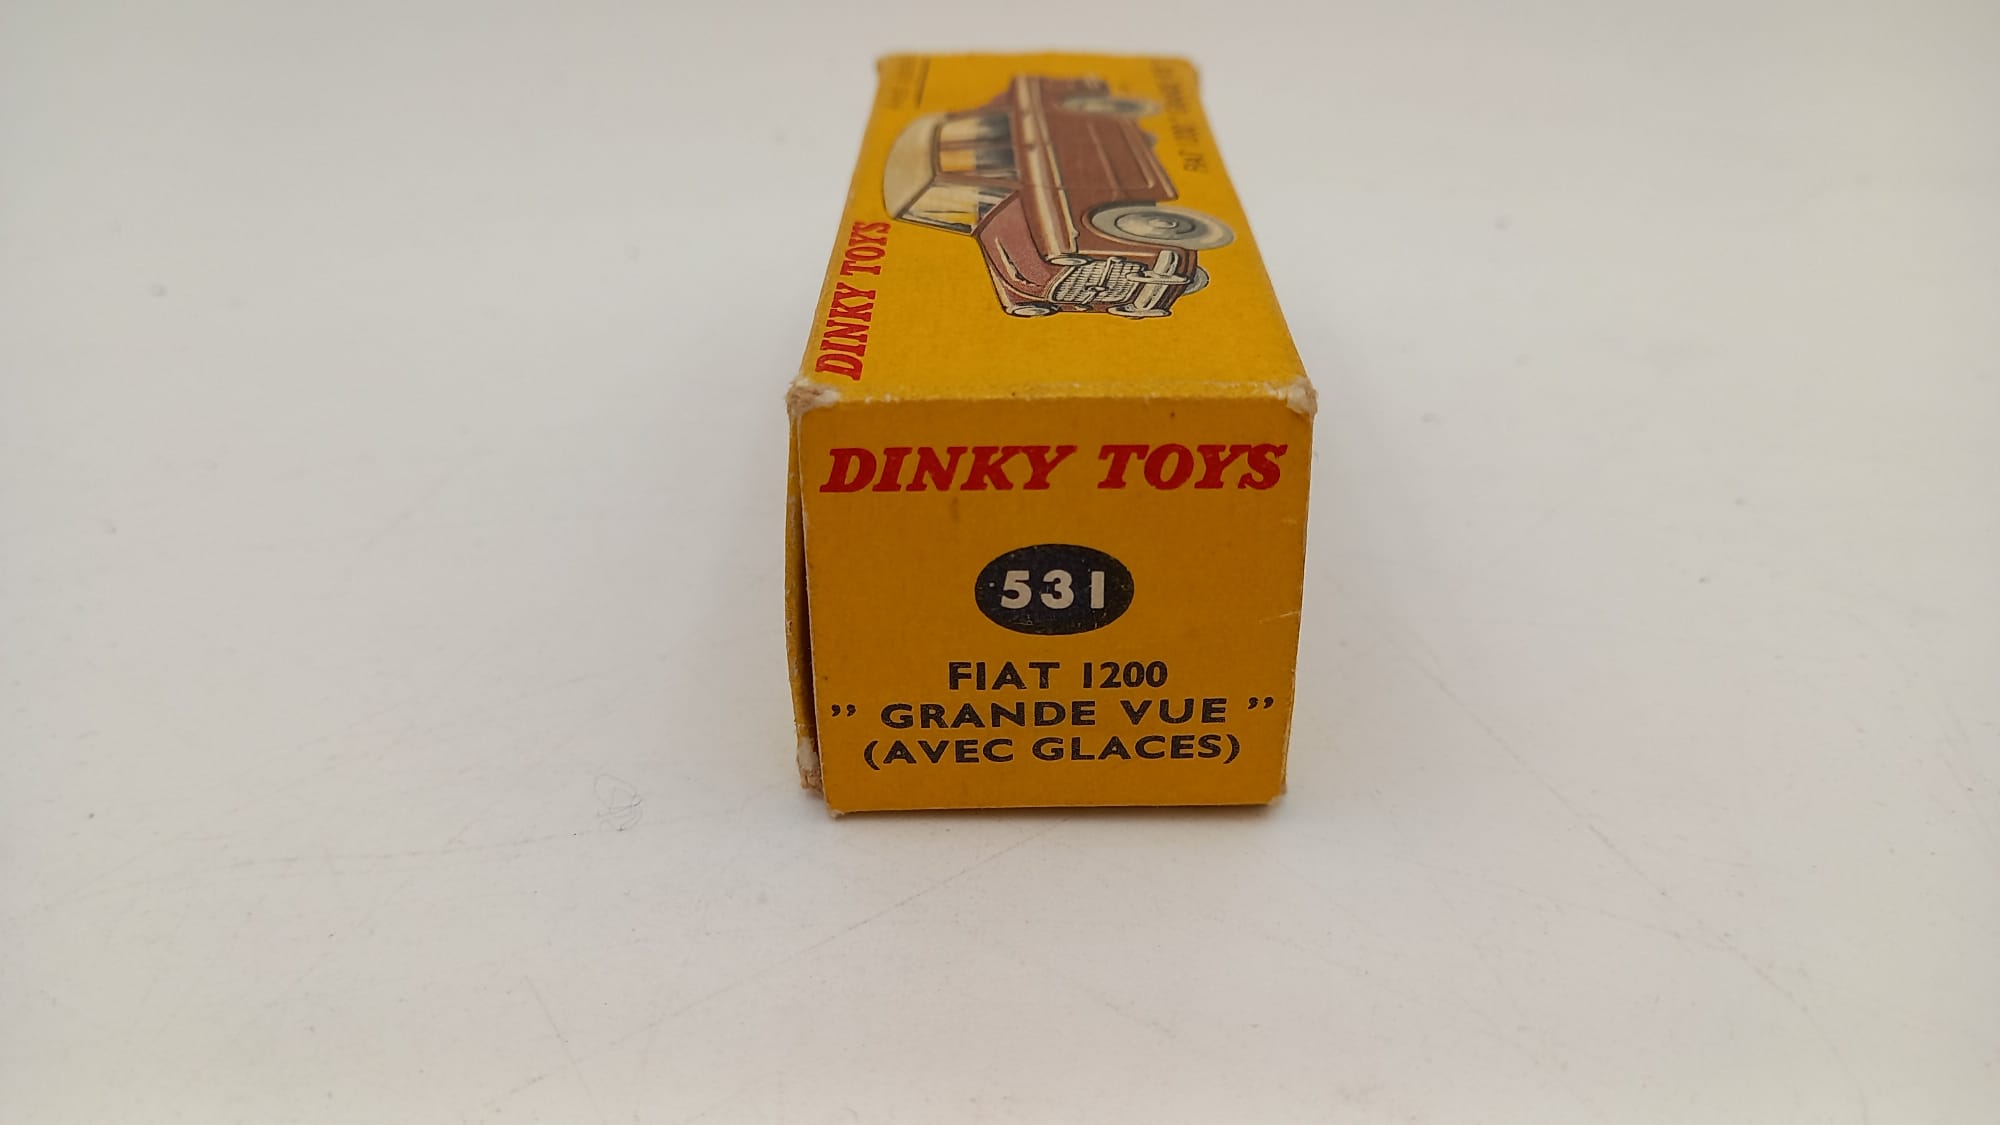 DINKY TOYS
DINKY TOYS
531
FIAT 1200
” GRANDE VUE ”
(AVEC GLACES)